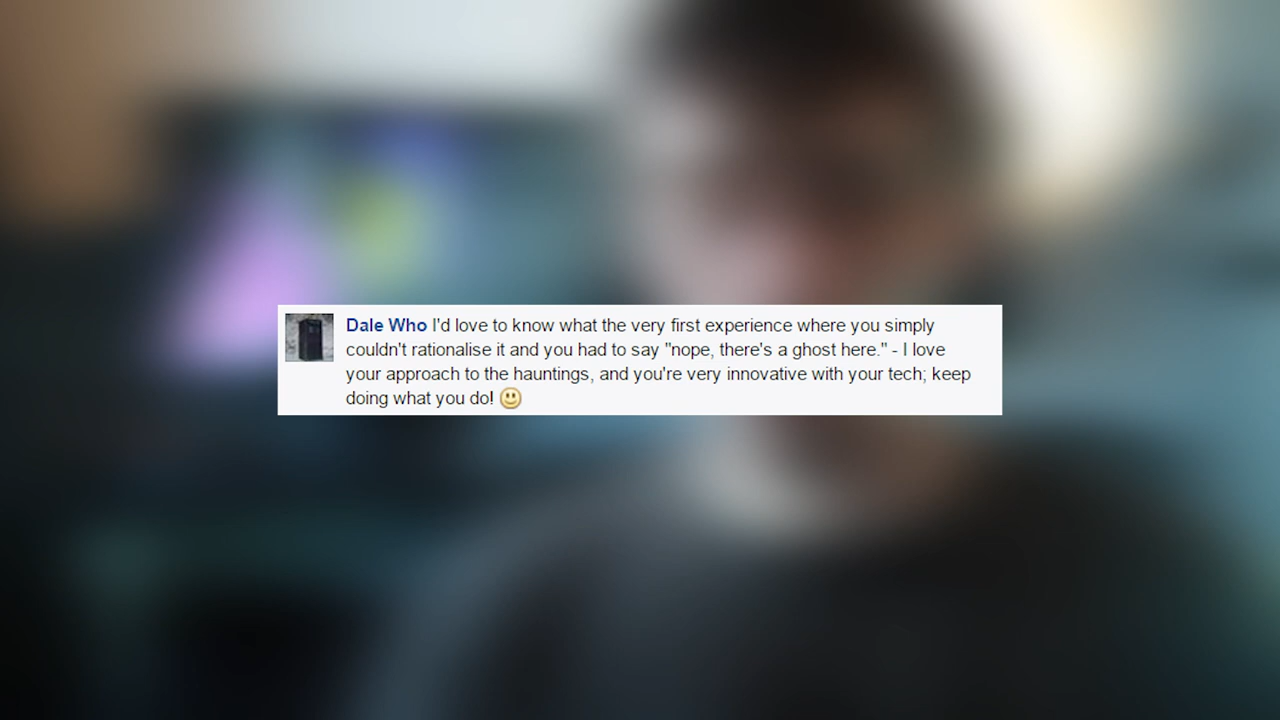 Dale Who I'd love to know what the very first experience where you simply
couldn't rationalise it and you had to say "nope, there's a ghost here." - I love
your approach to the hauntings, and you're very innovative with your tech; keep
doing what you do! 🙂